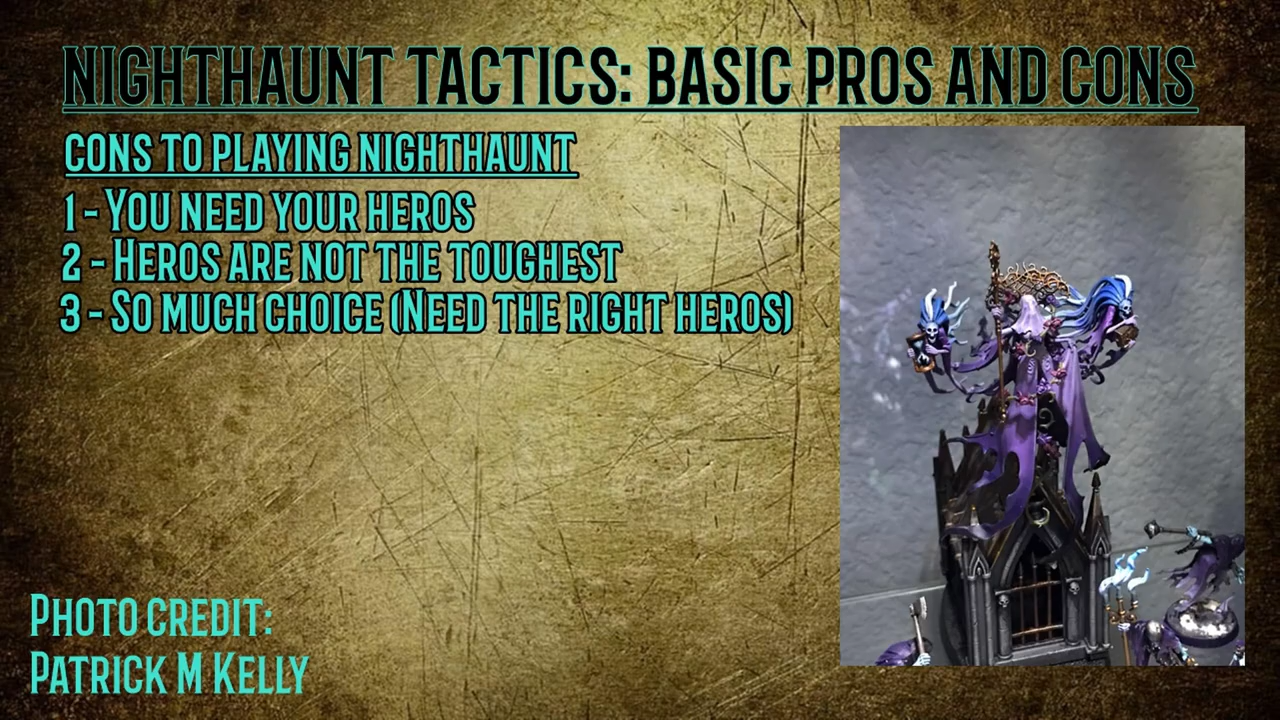 NIGHTHAUNT TACTICS: BASIC PROS AND CONS
CONS TO PLAYING NIGHTHAUNT
1 - YOU NEED YOUR HEROS
2 - HEROS ARE NOT THE TOUGHEST
3 - SO MUCH CHOICE (NEED THE RIGHT HEROS)
PHOTO CREDIT:
PATRICK M KELLY